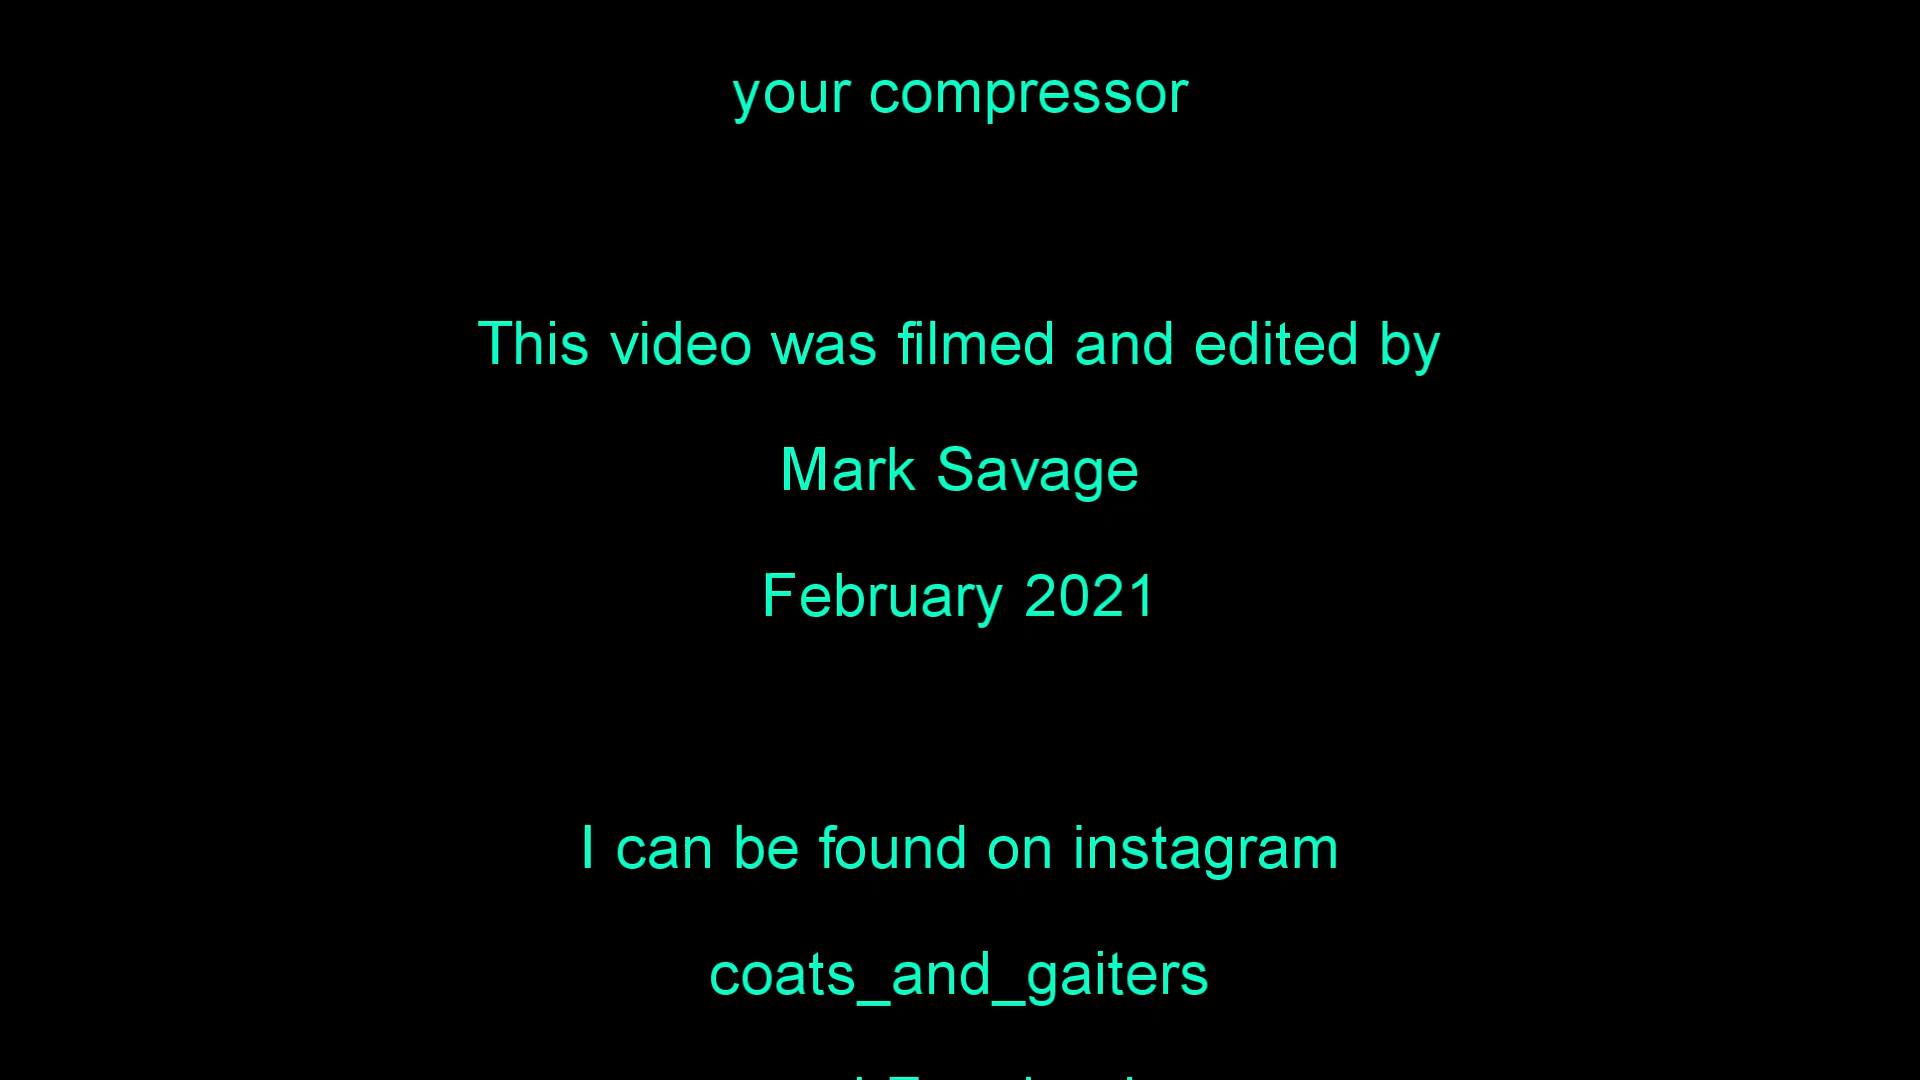 your compressor
This video was filmed and edited by
Mark Savage
February 2021
I can be found on instagram
coats_and_gaiters